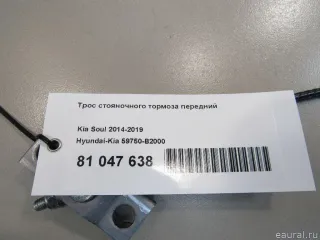 Трос стояночного тормоза передний
Kia Soul 2014-2019
Hyundai-Kia 59750-B2000
81 047 638
eaural.ru